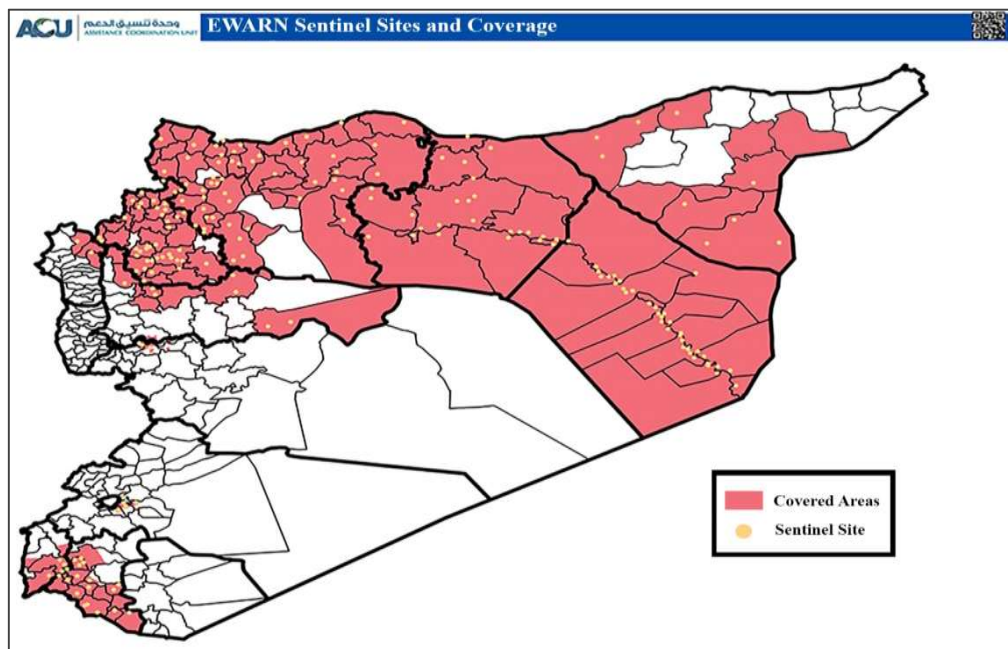 ACU
وحدة تنسيق الدعم
ASSISTANCE COORDINATION UNIT
EWARN Sentinel Sites and Coverage
Covered Areas
Sentinel Site